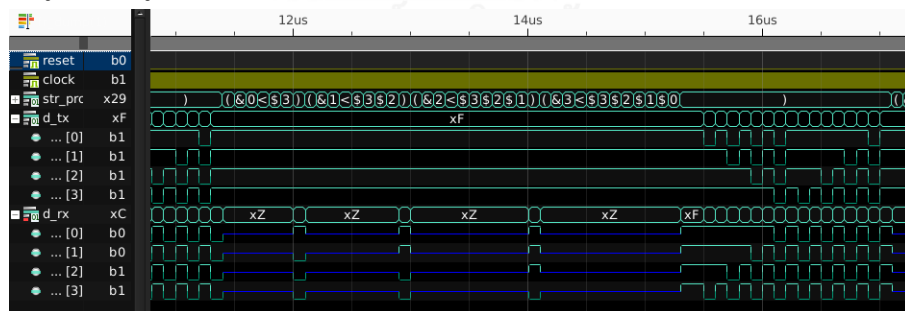 12us 14us 16us
reset b0
clock b1
str_prc x29 ) (&0<$3)(&1<$3$2)(&2<$3$2$1)(&3<$3$2$1$0 ) (
d_tx xF xF
... [0] b1
... [1] b1
... [2] b1
... [3] b1
d_rx xC xZ xZ xZ xZ xF
... [0] b0
... [1] b0
... [2] b1
... [3] b1